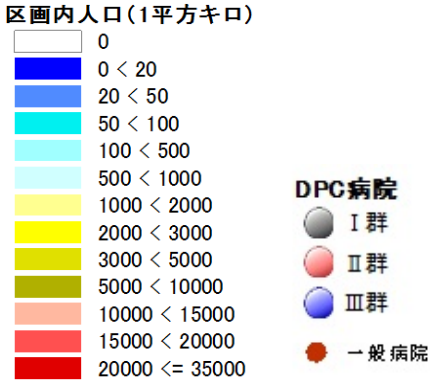 区画内人口(1平方キロ)
0
0 < 20
20 < 50
50 < 100
100 < 500
500 < 1000
1000 < 2000
2000 < 3000
3000 < 5000
5000 < 10000
10000 < 15000
15000 < 20000
20000 <= 35000
DPC病院
Ⅰ群
Ⅱ群
Ⅲ群
一般病院